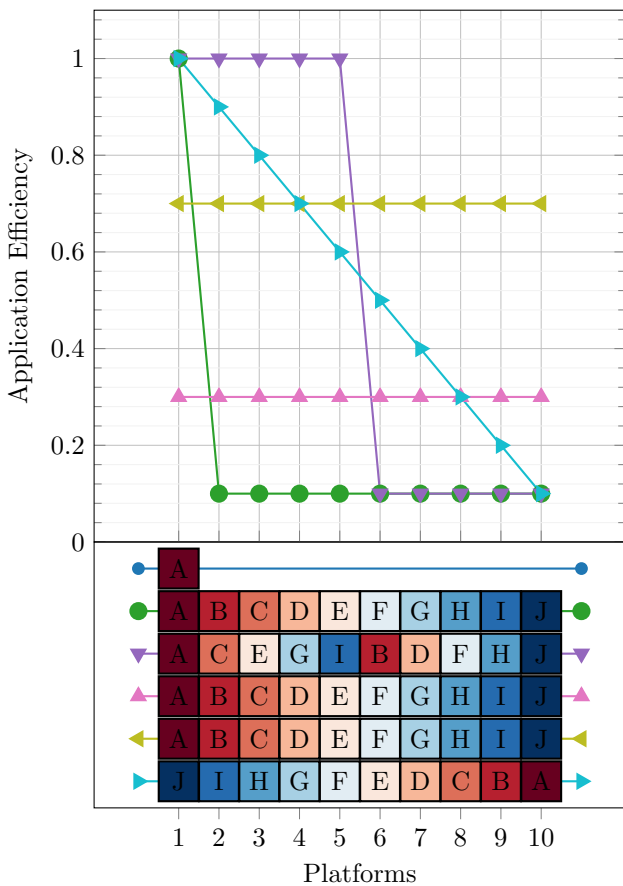 1
0.8
0.6
0.4
0.2
0
Application Efficiency
A
A B C D E F G H I J
A C E G I B D F H J
A B C D E F G H I J
A B C D E F G H I J
J I H G F E D C B A
1 2 3 4 5 6 7 8 9 10
Platforms